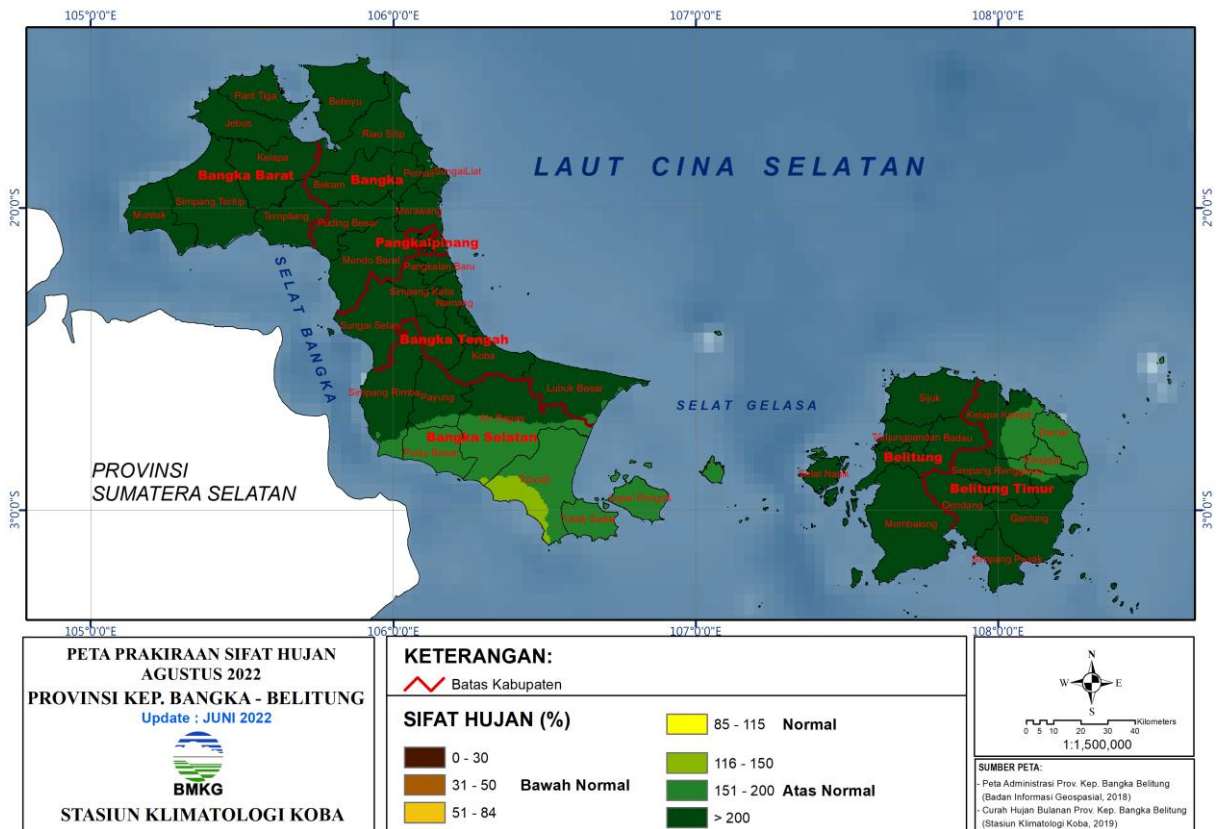 105°0'0"E
106°0'0"E
107°0'0"E
108°0'0"E
2°0'0"S
3°0'0"S
2°0'0"S
3°0'0"S
105°0'0"E
106°0'0"E
107°0'0"E
108°0'0"E
LAUT CINA SELATAN
SELAT BANGKA
SELAT GELASA
PROVINSI
SUMATERA SELATAN
Parit Tiga
Jebus
Kelapa
Bangka Barat
Simpang Teritip
Muntok
Tempilang
Belinyu
Riau Silip
Bangka
Bakam
Pemali
SungaiLiat
Merawang
Puding Besar
Pangkalpinang
Mendo Barat
Pangkalan Baru
Simpang Katis
Namang
Sungai Selan
Bangka Tengah
Koba
Lubuk Besar
Simpang Rimba
Payung
Air Gegas
Bangka Selatan
Pulau Besar
Toboali
Tukak Sadai
Lepar Pongok
Selat Nasik
Sijuk
Tanjungpandan
Badau
Belitung
Membalong
Kelapa Kampit
Damar
Manggar
Simpang Renggiang
Belitung Timur
Dendang
Gantung
Simpang Pesak
PETA PRAKIRAAN SIFAT HUJAN
AGUSTUS 2022
PROVINSI KEP. BANGKA - BELITUNG
Update : JUNI 2022
BMKG
STASIUN KLIMATOLOGI KOBA
KETERANGAN:
Batas Kabupaten
SIFAT HUJAN (%)
0 - 30
31 - 50 Bawah Normal
51 - 84
85 - 115 Normal
116 - 150
151 - 200 Atas Normal
> 200
N
W E
S
0 5 10 20 30 40 Kilometers
1:1,500,000
SUMBER PETA:
- Peta Administrasi Prov. Kep. Bangka Belitung
(Badan Informasi Geospasial, 2018)
- Curah Hujan Bulanan Prov. Kep. Bangka Belitung
(Stasiun Klimatologi Koba, 2019)